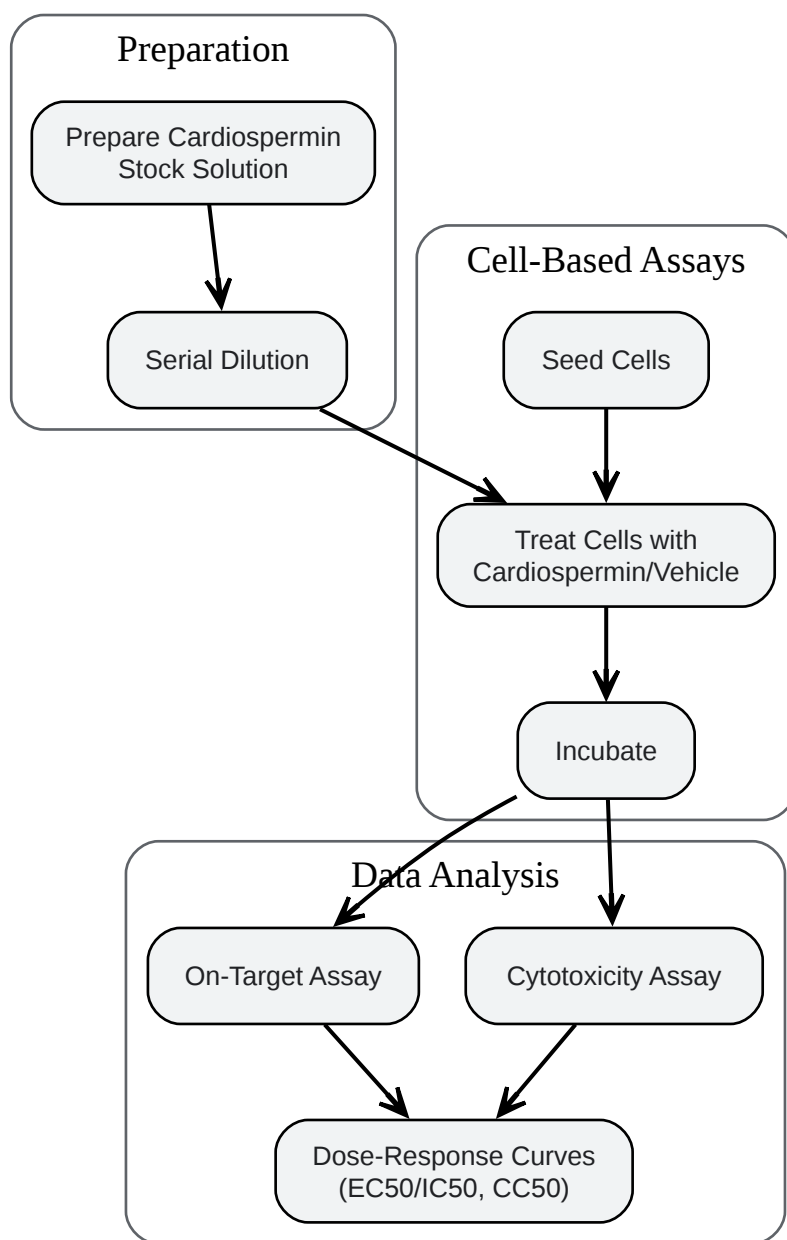 Preparation
Prepare Cardiospermin
Stock Solution
Serial Dilution
Cell-Based Assays
Seed Cells
Treat Cells with
Cardiospermin/Vehicle
Incubate
Data Analysis
On-Target Assay
Cytotoxicity Assay
Dose-Response Curves
(EC50/IC50, CC50)